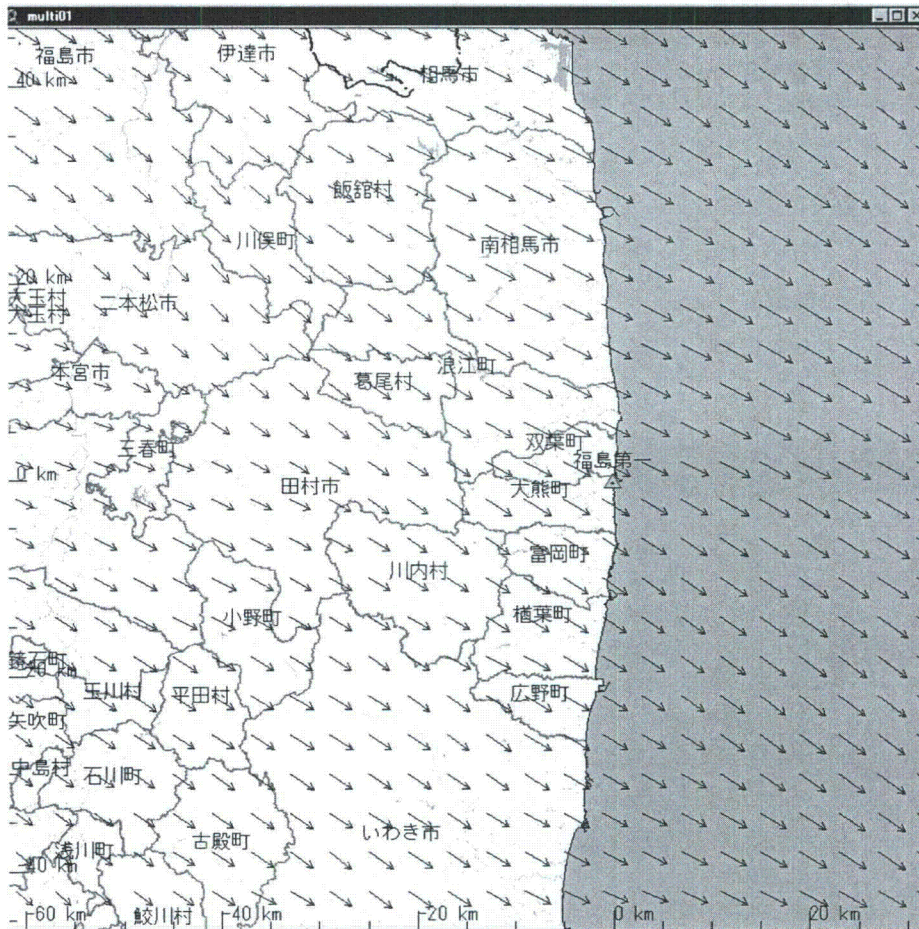 multi01
福島市
伊達市
相馬市
40 km
飯舘村
川俣町
南相馬市
20 km
大玉村
大玉村
二本松市
本宮市
浪江町
葛尾村
双葉町
三春町
福島第一
0 km
田村市
大熊町
富岡町
川内村
楢葉町
小野町
鏡石町
-20 km
玉川村
平田村
広野町
矢吹町
中島村
石川町
いわき市
古殿町
浅川町
-40 km
-60 km
-40 km
-20 km
0 km
20 km
鮫川村